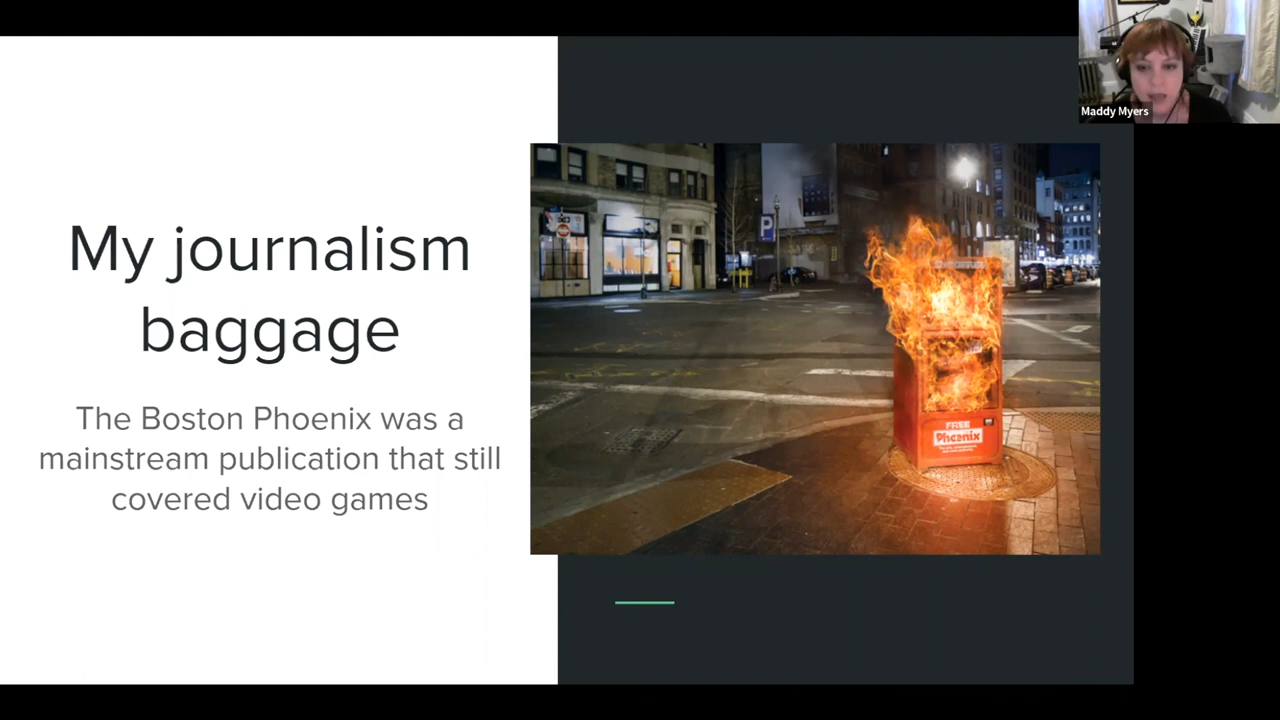 Maddy Myers
My journalism
baggage
The Boston Phoenix was a
mainstream publication that still
covered video games
P
FREE
Phoenix